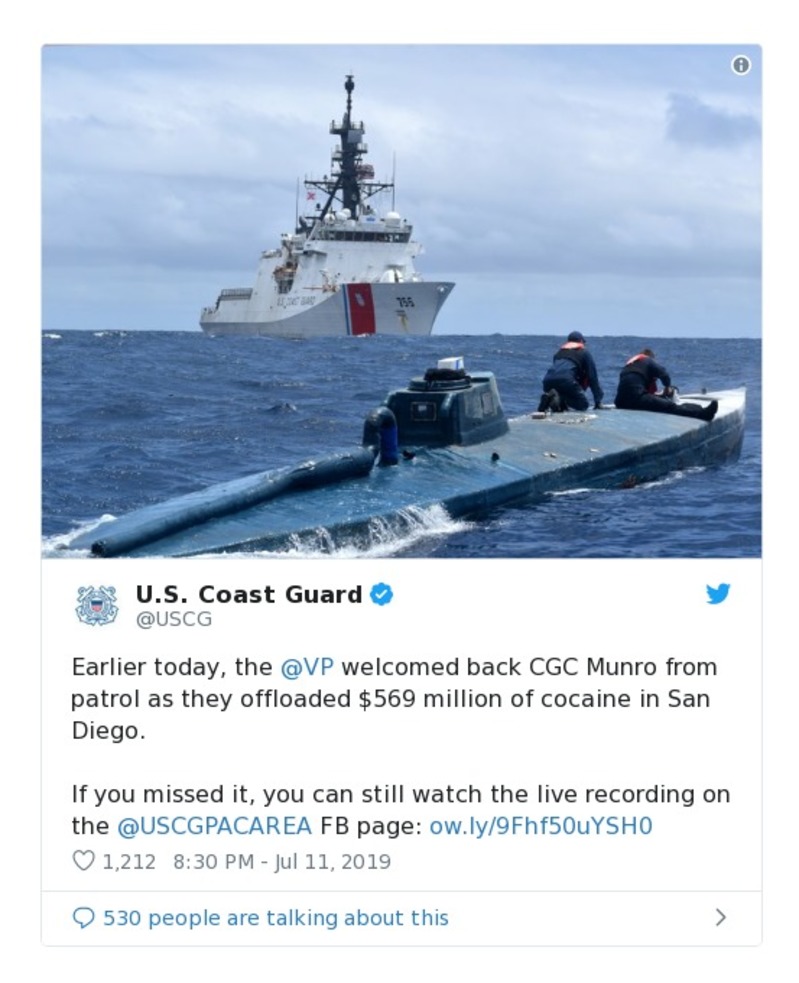 U.S. COAST GUARD
755
U.S. Coast Guard
@USCG
Earlier today, the @VP welcomed back CGC Munro from
patrol as they offloaded $569 million of cocaine in San
Diego.
If you missed it, you can still watch the live recording on
the @USCGPACAREA FB page: ow.ly/9Fhf50uYSH0
1,212 8:30 PM - Jul 11, 2019
530 people are talking about this